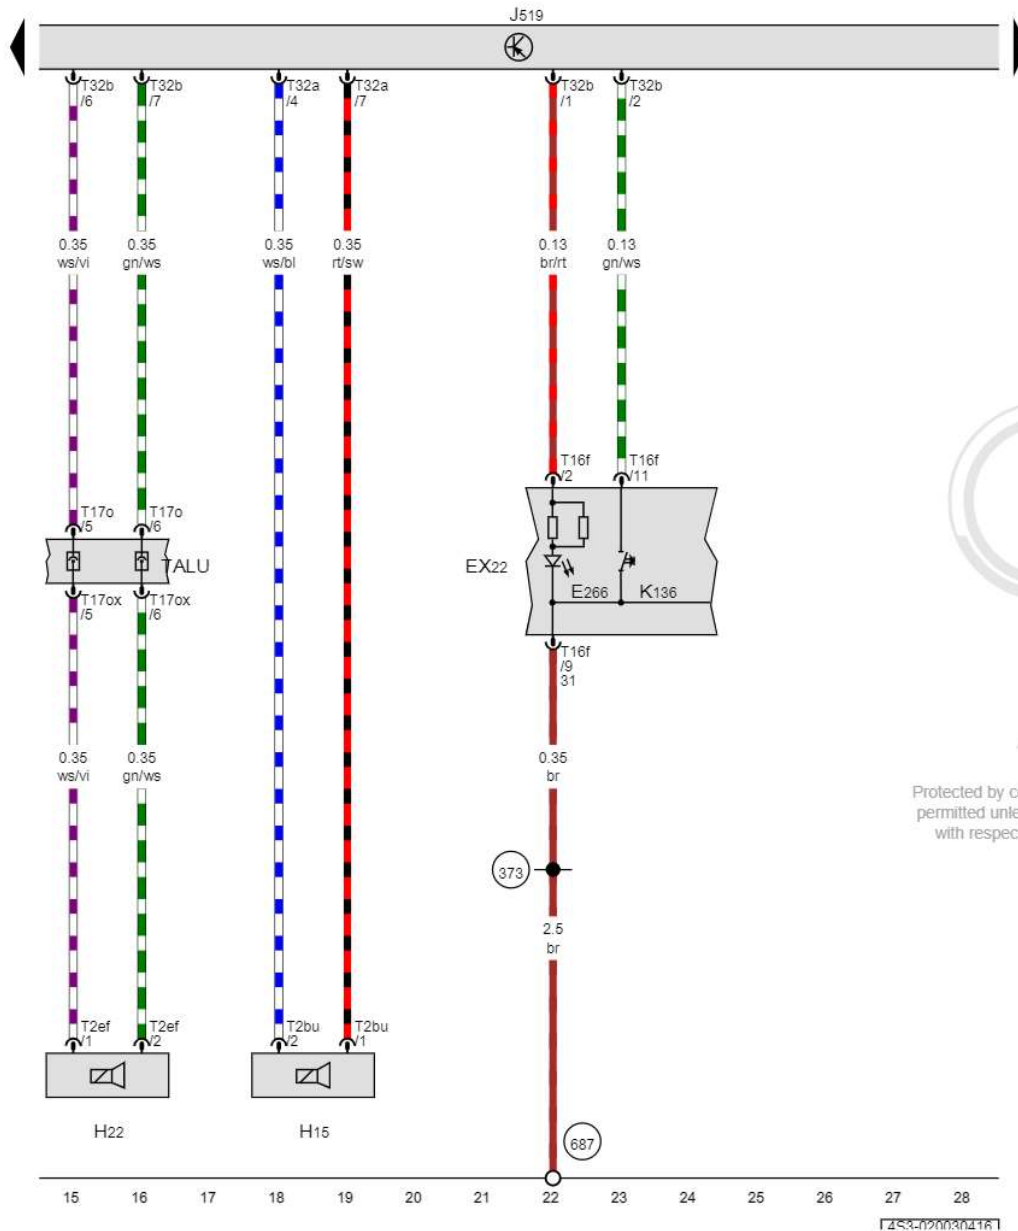 J519
T32b
/6
T32b
/7
T32a
/4
T32a
/7
T32b
/1
T32b
/2
0.35
ws/vi
0.35
gn/ws
0.35
ws/bl
0.35
rt/sw
0.13
br/rt
0.13
gn/ws
T16f
/2
T16f
/11
T17o
/5
T17o
/6
TALU
EX22
E266
K136
T17ox
/5
T17ox
/6
T16f
/9
31
0.35
ws/vi
0.35
gn/ws
0.35
br
Protected by c
permitted unle
with respec
373
2.5
br
T2ef
/1
T2ef
/2
T2bu
/2
T2bu
/1
H22
H15
687
15 16 17 18 19 20 21 22 23 24 25 26 27 28
4S3-020030416